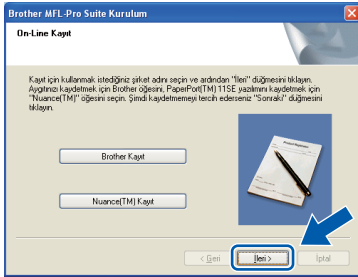 Brother MFL-Pro Suite Kurulum
On-Line Kayıt
Kayıt için kullanmak istediğiniz şirket adını seçin ve ardından "İleri" düğmesini tıklayın.
Aygıtınızı kaydetmek için Brother öğesini, PaperPort(TM) 11SE yazılımını kaydetmek için
"Nuance(TM)" öğesini seçin. Şimdi kaydetmemeyi tercih ederseniz "Sonraki" düğmesini
tıklayın.
Brother Kayıt
Nuance(TM) Kayıt
< Geri
İleri >
İptal